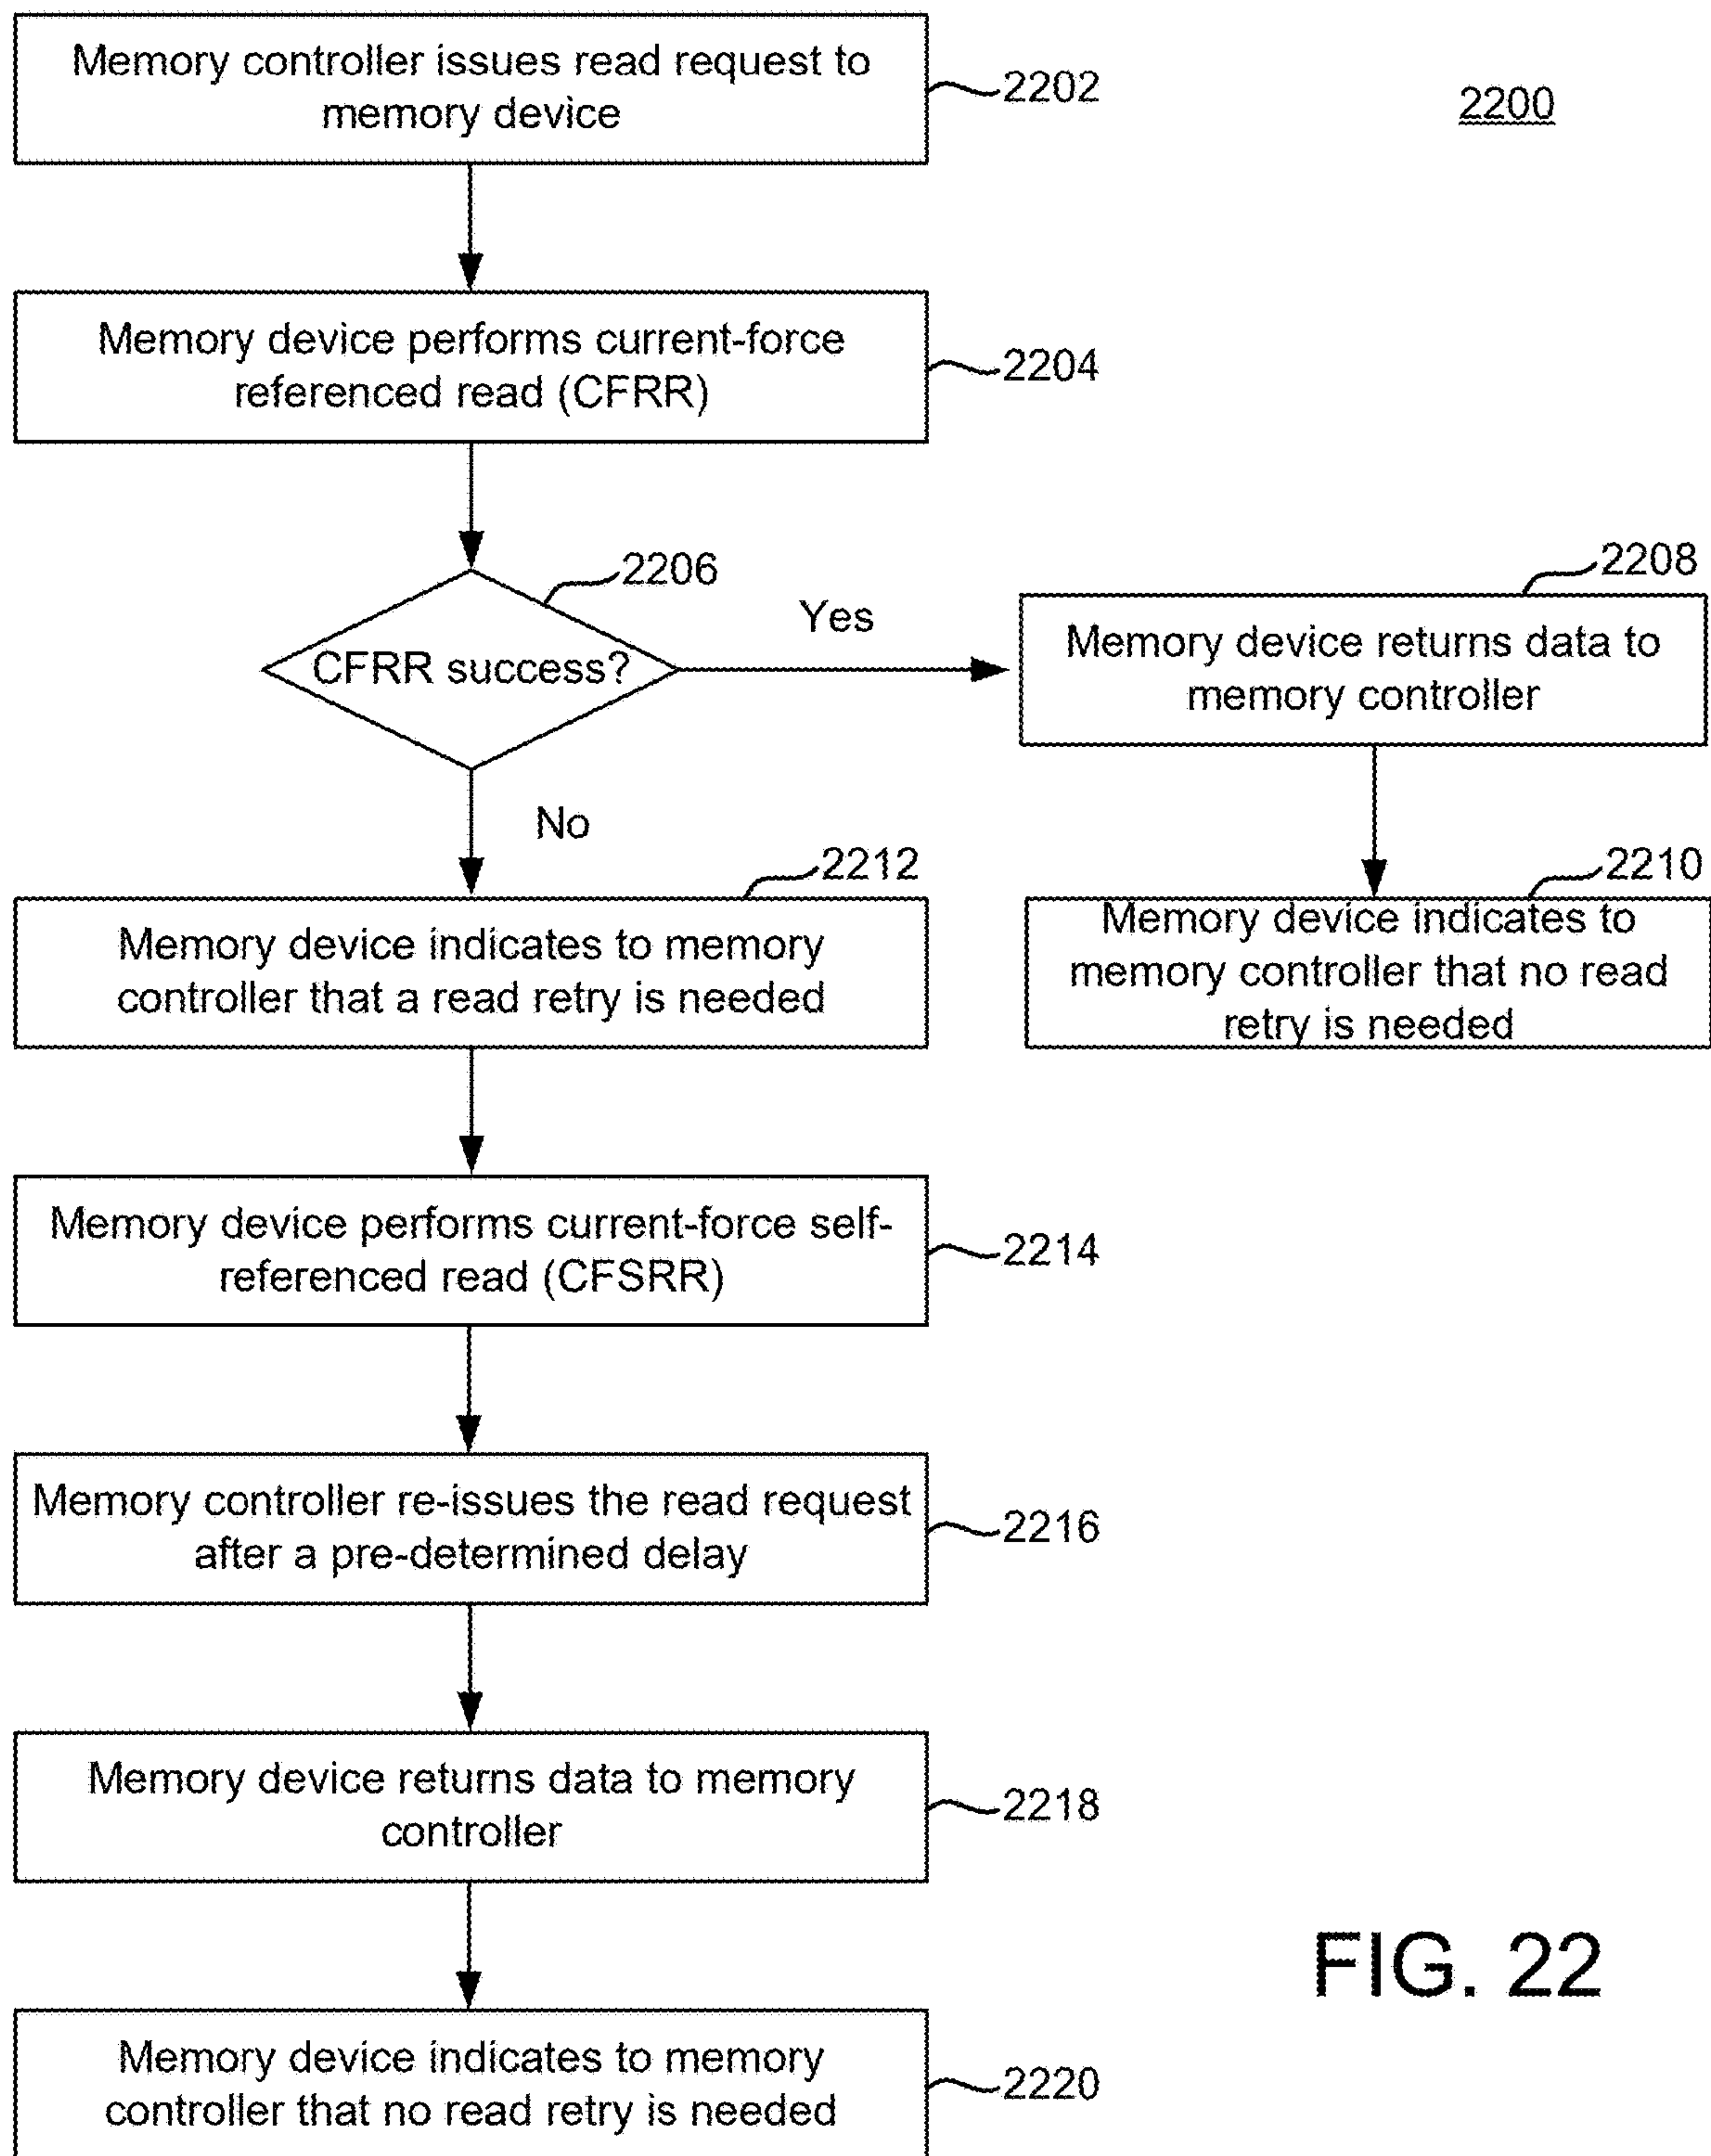 Memory controller issues read request to
memory device
2202
2200
Memory device performs current-force
referenced read (CFRR)
2204
2206
CFRR success?
Yes
2208
Memory device returns data to
memory controller
No
2210
Memory device indicates to
memory controller that no read
retry is needed
2212
Memory device indicates to memory
controller that a read retry is needed
Memory device performs current-force self-
referenced read (CFSRR)
2214
Memory controller re-issues the read request
after a pre-determined delay
2216
Memory device returns data to memory
controller
2218
Memory device indicates to memory
controller that no read retry is needed
2220
FIG. 22